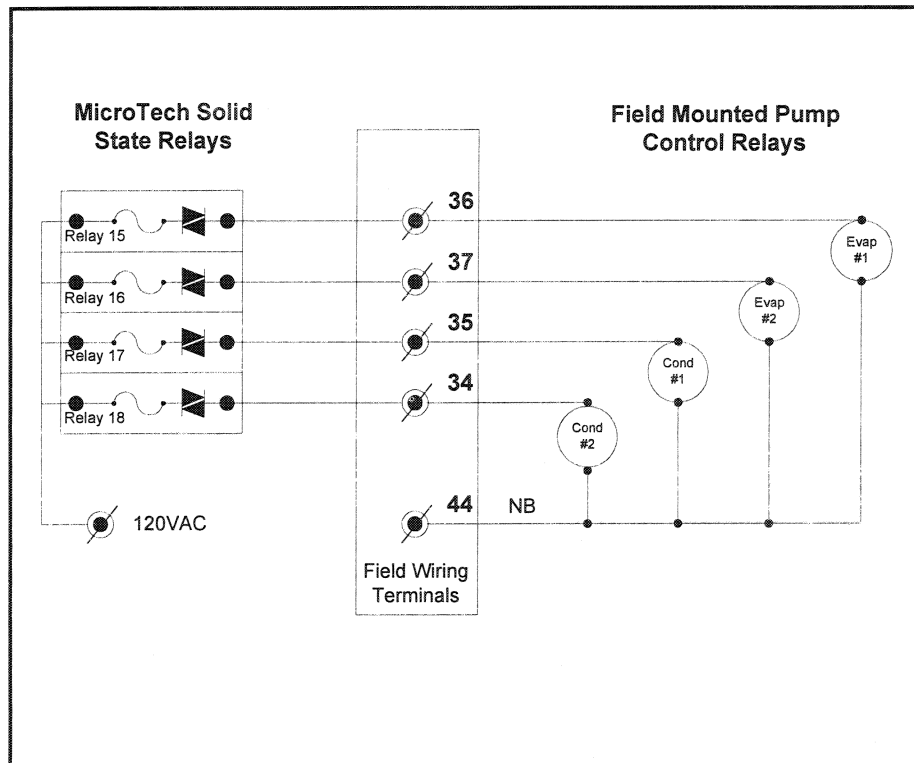 MicroTech Solid
State Relays
Field Mounted Pump
Control Relays
36
Relay 15
Evap
#1
37
Relay 16
Evap
#2
35
Relay 17
Cond
#1
34
Relay 18
Cond
#2
120VAC
44
NB
Field Wiring
Terminals